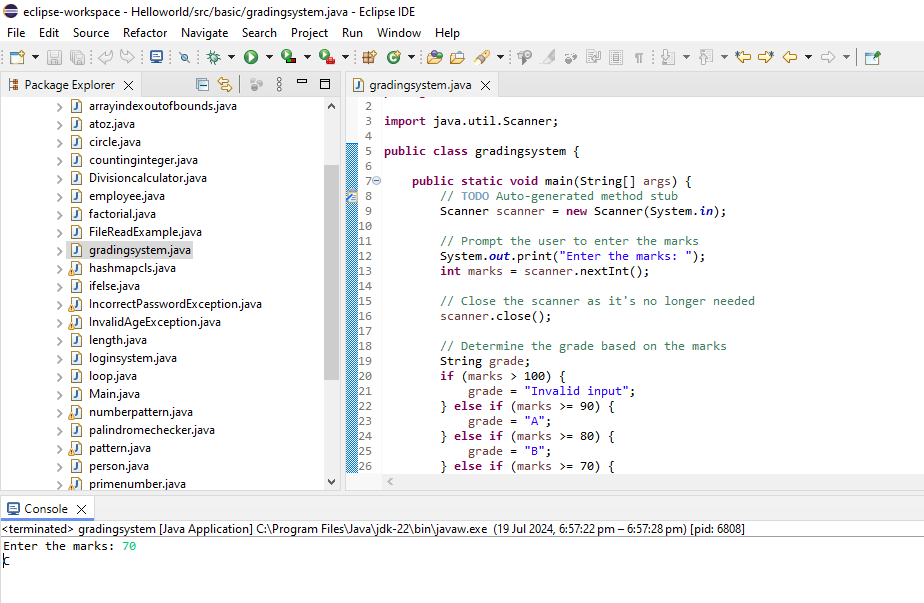 eclipse-workspace - Helloworld/src/basic/gradingsystem.java - Eclipse IDE
File Edit Source Refactor Navigate Search Project Run Window Help
Package Explorer
arrayindexoutofbounds.java
atoz.java
circle.java
countinginteger.java
Divisioncalculator.java
employee.java
factorial.java
FileReadExample.java
gradingsystem.java
hashmapcls.java
ifelse.java
IncorrectPasswordException.java
InvalidAgeException.java
length.java
loginsystem.java
loop.java
Main.java
numberpattern.java
palindromechecker.java
pattern.java
person.java
primenumber.java
gradingsystem.java
2
3 import java.util.Scanner;
4
5 public class gradingsystem {
6
7 public static void main(String[] args) {
8 // TODO Auto-generated method stub
9 Scanner scanner = new Scanner(System.in);
10
11 // Prompt the user to enter the marks
12 System.out.print("Enter the marks: ");
13 int marks = scanner.nextInt();
14
15 // Close the scanner as it's no longer needed
16 scanner.close();
17
18 // Determine the grade based on the marks
19 String grade;
20 if (marks > 100) {
21 grade = "Invalid input";
22 } else if (marks >= 90) {
23 grade = "A";
24 } else if (marks >= 80) {
25 grade = "B";
26 } else if (marks >= 70) {
Console
<terminated> gradingsystem [Java Application] C:\Program Files\Java\jdk-22\bin\javaw.exe (19 Jul 2024, 6:57:22 pm – 6:57:28 pm) [pid: 6808]
Enter the marks: 70
C